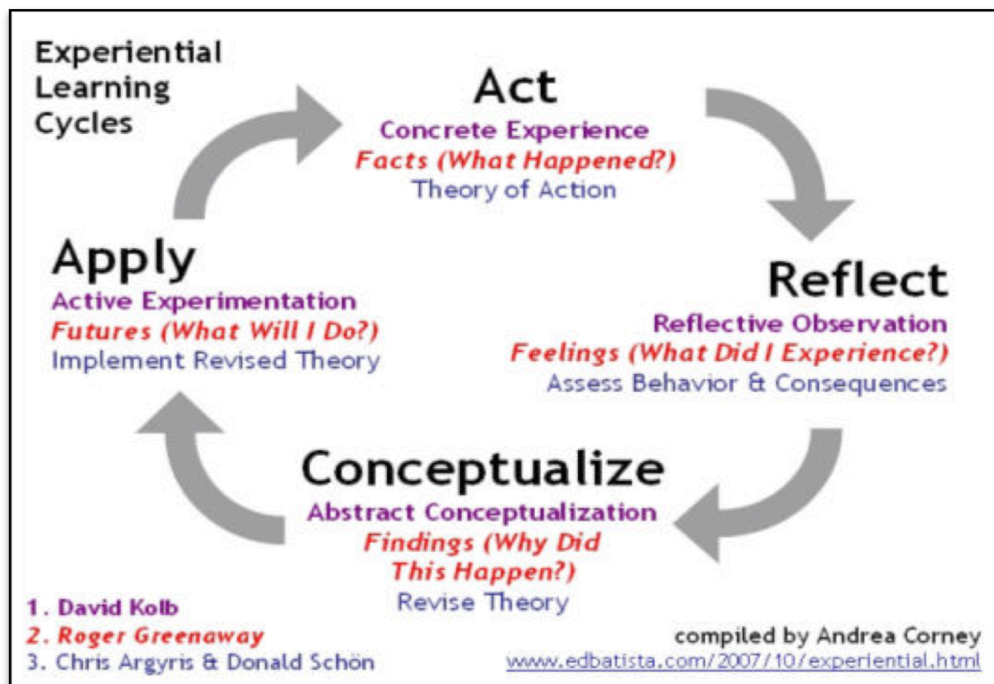 Experiential
Learning
Cycles
Act
Concrete Experience
Facts (What Happened?)
Theory of Action
Reflect
Reflective Observation
Feelings (What Did I Experience?)
Assess Behavior & Consequences
Conceptualize
Abstract Conceptualization
Findings (Why Did
This Happen?)
Revise Theory
Apply
Active Experimentation
Futures (What Will I Do?)
Implement Revised Theory
1. David Kolb
2. Roger Greenaway
3. Chris Argyris & Donald Schön
compiled by Andrea Corney
www.edbatista.com/2007/10/experiential.html